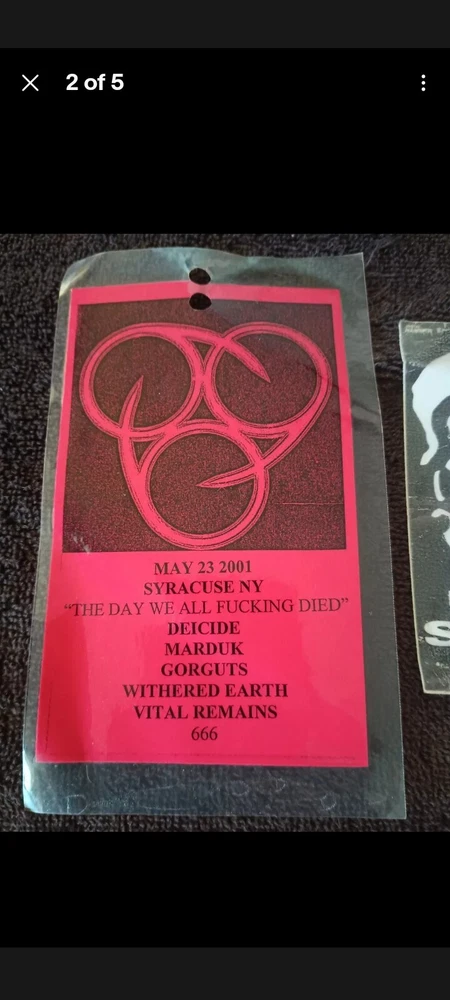 2 of 5
MAY 23 2001
SYRACUSE NY
“THE DAY WE ALL FUCKING DIED”
DEICIDE
MARDUK
GORGUTS
WITHERED EARTH
VITAL REMAINS
666
S